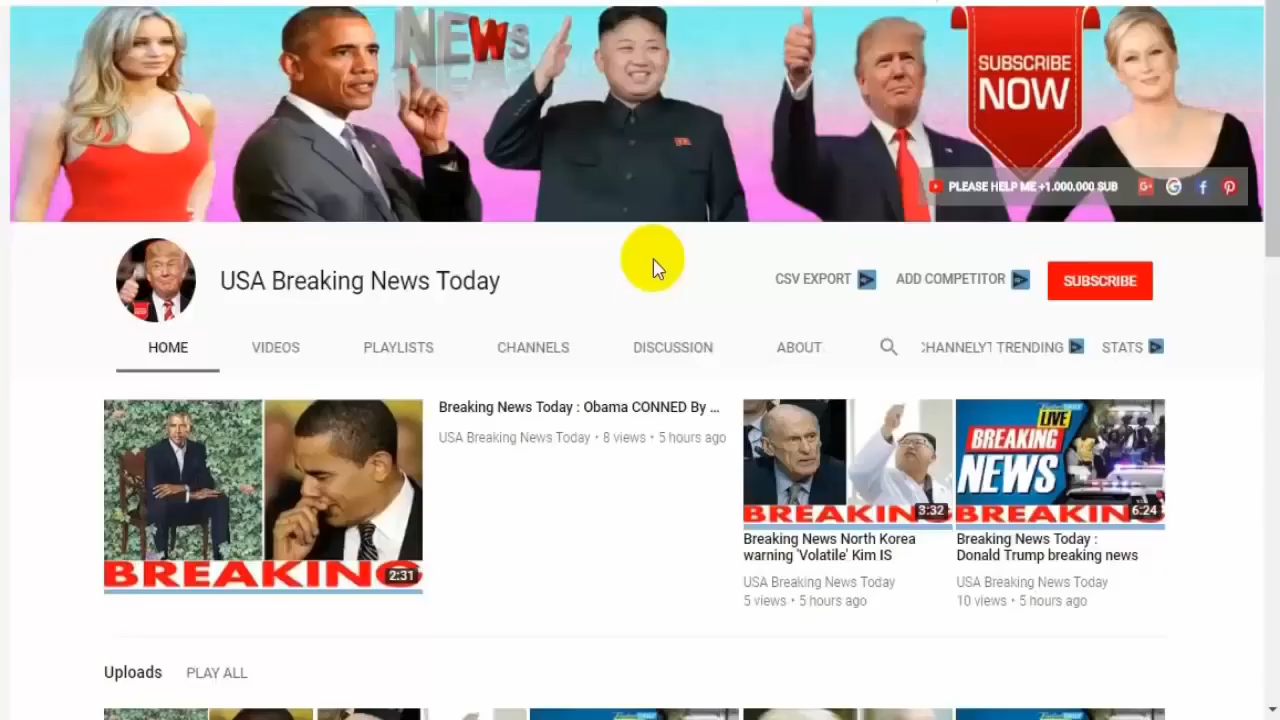 NEWS
SUBSCRIBE
NOW
PLEASE HELP ME +1.000.000 SUB
USA Breaking News Today
CSV EXPORT
ADD COMPETITOR
SUBSCRIBE
HOME
VIDEOS
PLAYLISTS
CHANNELS
DISCUSSION
ABOUT
TRENDING
STATS
Breaking News Today : Obama CONNED By ...
USA Breaking News Today • 8 views • 5 hours ago
BREAKING
2:31
LIVE
BREAKING
NEWS
BREAKIN
3:32
BREAKING
6:24
Breaking News North Korea
warning 'Volatile' Kim IS
USA Breaking News Today
5 views • 5 hours ago
Breaking News Today :
Donald Trump breaking news
USA Breaking News Today
10 views • 5 hours ago
Uploads
PLAY ALL